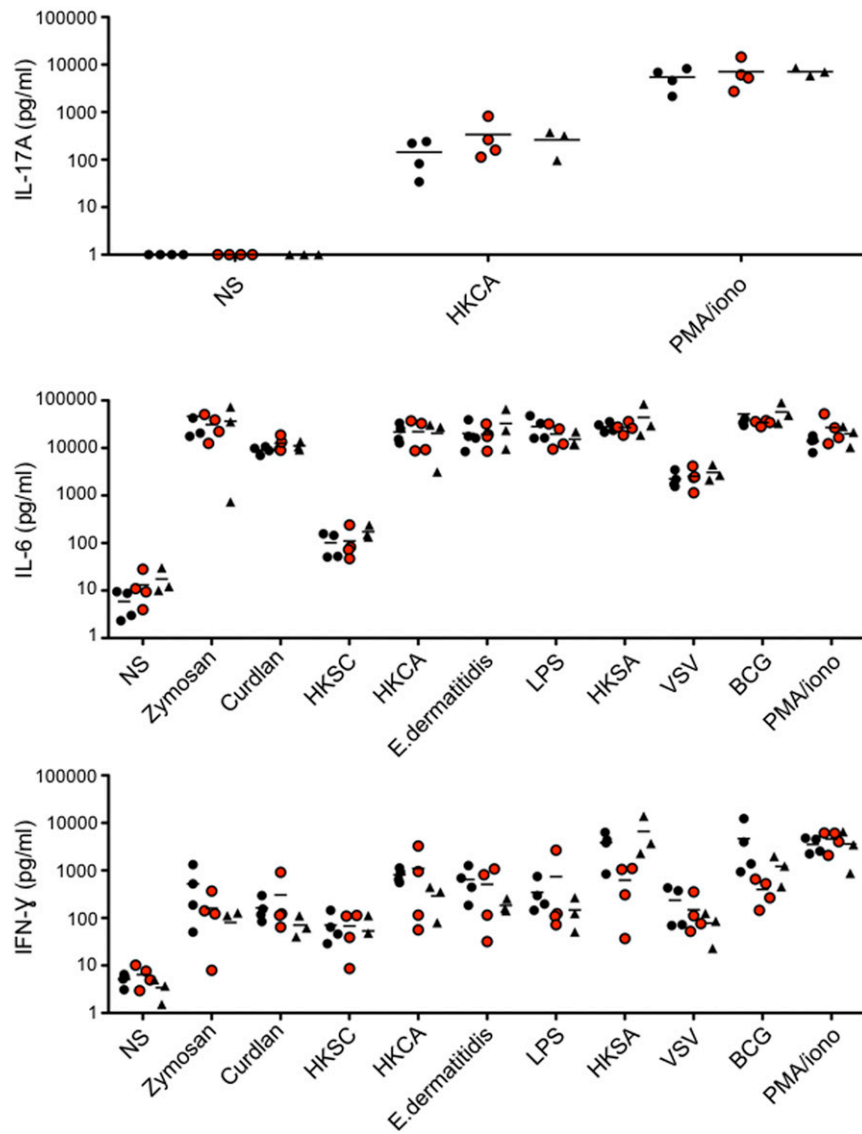 IL-17A (pg/ml)
100000
10000
1000
100
10
1
NS
HKCA
PMA/iono
IL-6 (pg/ml)
100000
10000
1000
100
10
1
NS
Zymosan
Curdlan
HKSC
HKCA
E.dermatitidis
LPS
HKSA
VSV
BCG
PMA/iono
IFN-Ɣ (pg/ml)
100000
10000
1000
100
10
1
NS
Zymosan
Curdlan
HKSC
HKCA
E.dermatitidis
LPS
HKSA
VSV
BCG
PMA/iono